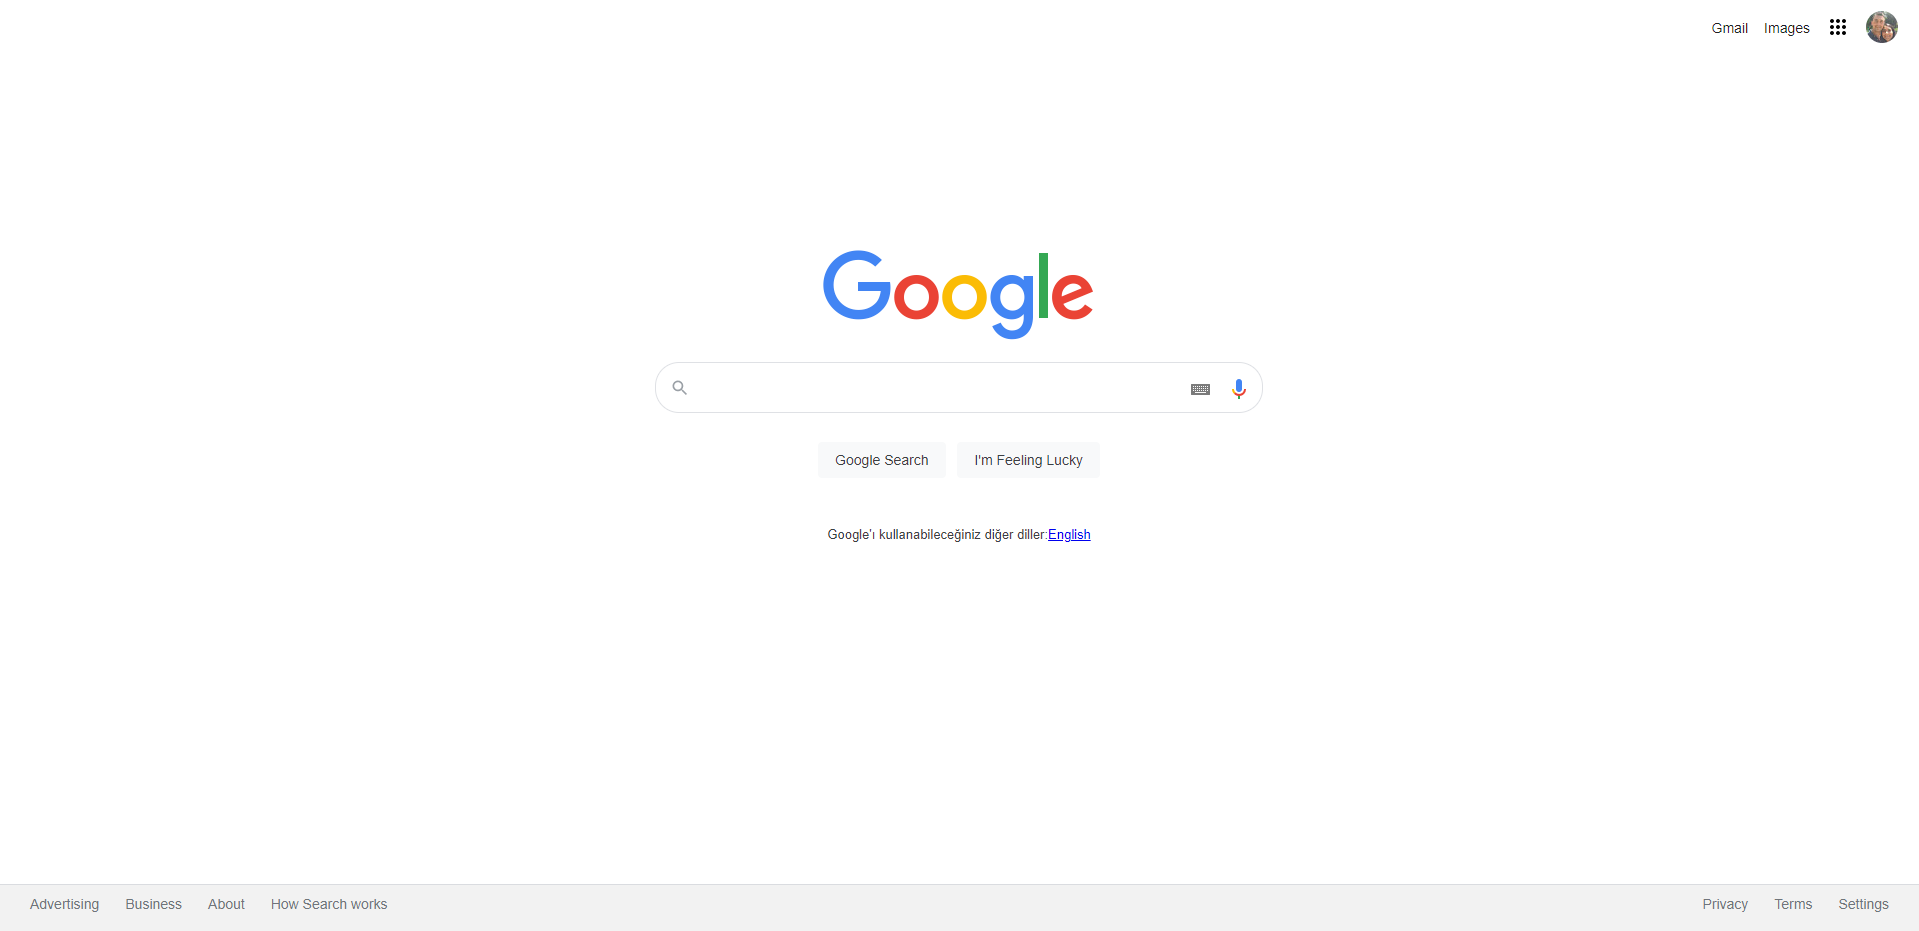 Gmail Images
Google
Google Search I'm Feeling Lucky
Google'ı kullanabileceğiniz diğer diller:English
Advertising Business About How Search works Privacy Terms Settings